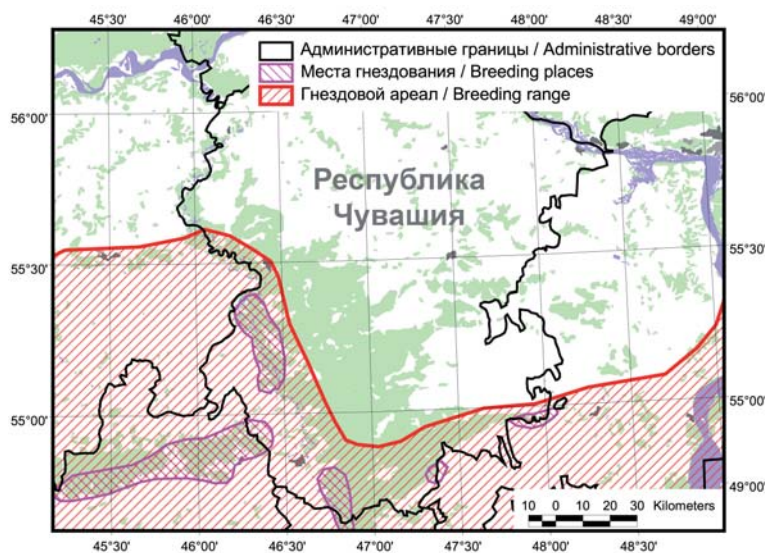 45°30' 46°00' 46°30' 47°00' 47°30' 48°00' 48°30' 49°00'
Административные границы / Administrative borders
Места гнездования / Breeding places
Гнездовой ареал / Breeding range
56°00' 56°00'
Республика
Чувашия
55°30' 55°30'
55°00' 55°00'
49°00'
10 0 10 20 30 Kilometers
45°30' 46°00' 46°30' 47°00' 47°30' 48°00' 48°30'